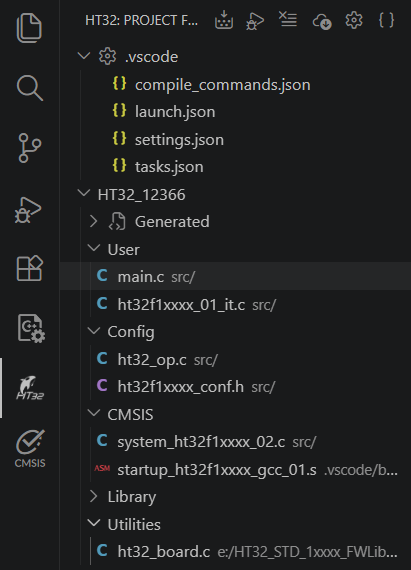 HT32: PROJECT F...
.vscode
{} compile_commands.json
{} launch.json
{} settings.json
{} tasks.json
HT32_12366
Generated
User
C main.c src/
C ht32f1xxxx_01_it.c src/
Config
C ht32_op.c src/
C ht32f1xxxx_conf.h src/
CMSIS
C system_ht32f1xxxx_02.c src/
ASM startup_ht32f1xxxx_gcc_01.s .vscode/b...
Library
Utilities
C ht32_board.c e:/HT32_STD_1xxxx_FWLib...
HT32
CMSIS